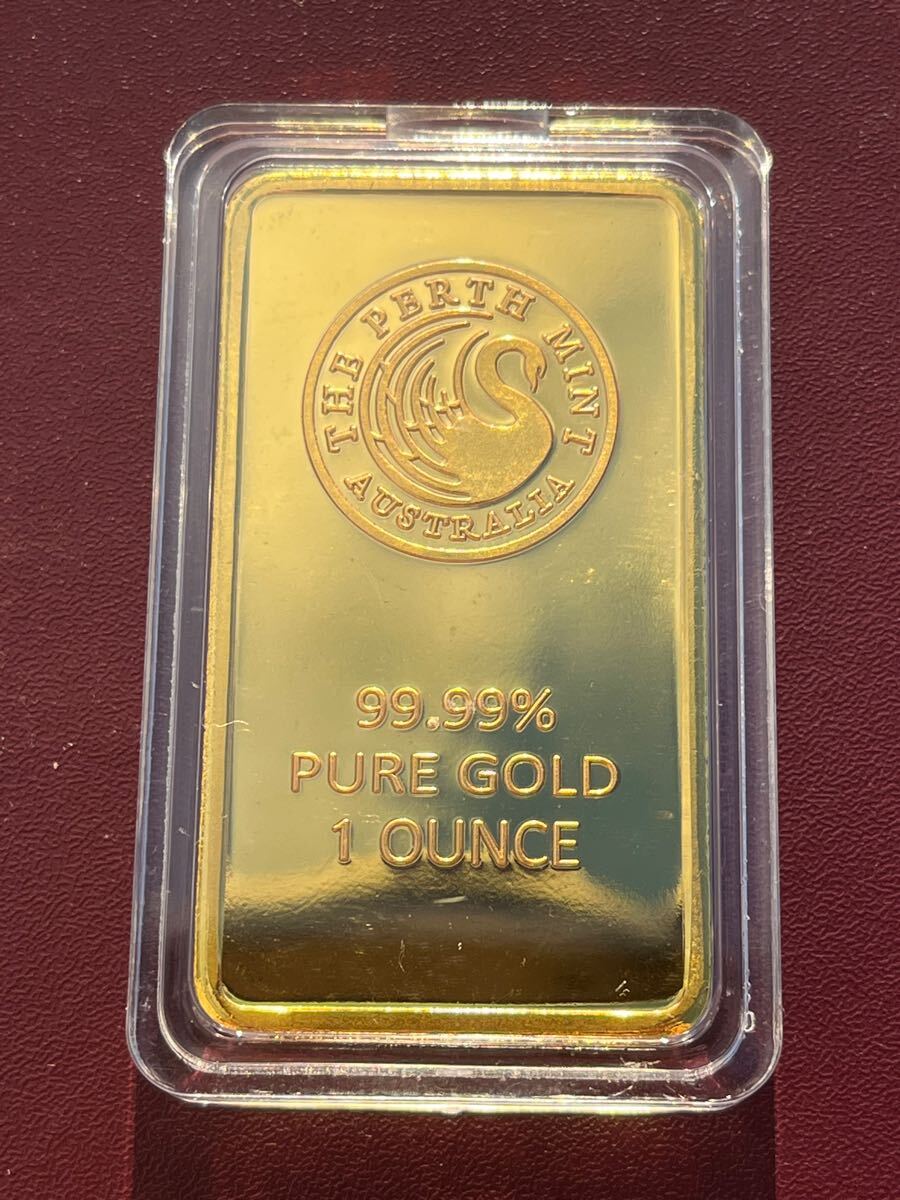 THE PERTH MINT
AUSTRALIA
99.99%
PURE GOLD
1 OUNCE